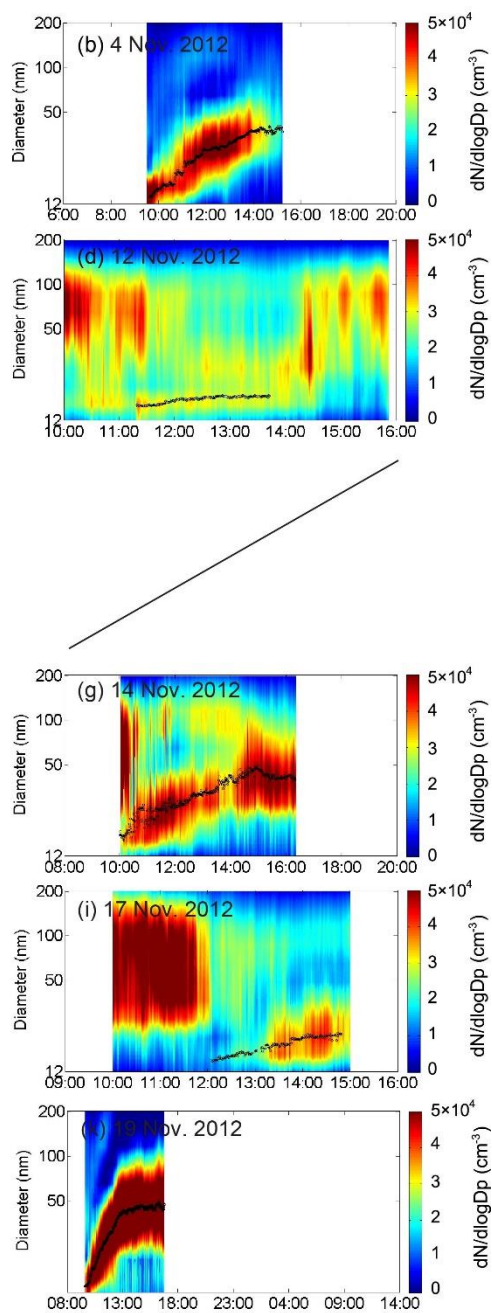 200
(b) 4 Nov. 2012
100
50
12
Diameter (nm)
6:00 8:00 10:00 12:00 14:00 16:00 18:00 20:00
5×10⁴
4
3
2
1
0
dN/dlogDp (cm⁻³)
200
(d) 12 Nov. 2012
100
50
12
Diameter (nm)
10:00 11:00 12:00 13:00 14:00 15:00 16:00
5×10⁴
4
3
2
1
0
dN/dlogDp (cm⁻³)
200
(g) 14 Nov. 2012
100
50
12
Diameter (nm)
08:00 10:00 12:00 14:00 16:00 18:00 20:00
5×10⁴
4
3
2
1
0
dN/dlogDp (cm⁻³)
200
(i) 17 Nov. 2012
100
50
12
Diameter (nm)
09:00 10:00 11:00 12:00 13:00 14:00 15:00 16:00
5×10⁴
4
3
2
1
0
dN/dlogDp (cm⁻³)
200
(k) 19 Nov. 2012
100
50
Diameter (nm)
08:00 13:00 18:00 23:00 04:00 09:00 14:00
5×10⁴
4
3
2
1
0
dN/dlogDp (cm⁻³)